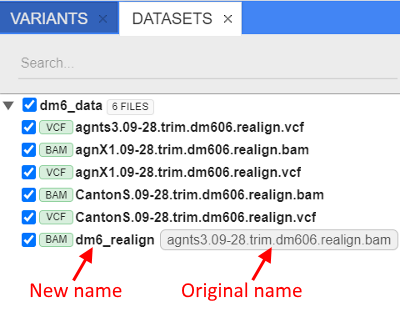 VARIANTS × DATASETS ×
Search...
dm6_data 6 FILES
VCF agnts3.09-28.trim.dm606.realign.vcf
BAM agnX1.09-28.trim.dm606.realign.bam
VCF agnX1.09-28.trim.dm606.realign.vcf
BAM CantonS.09-28.trim.dm606.realign.bam
VCF CantonS.09-28.trim.dm606.realign.vcf
BAM dm6_realign agnts3.09-28.trim.dm606.realign.bam
New name Original name